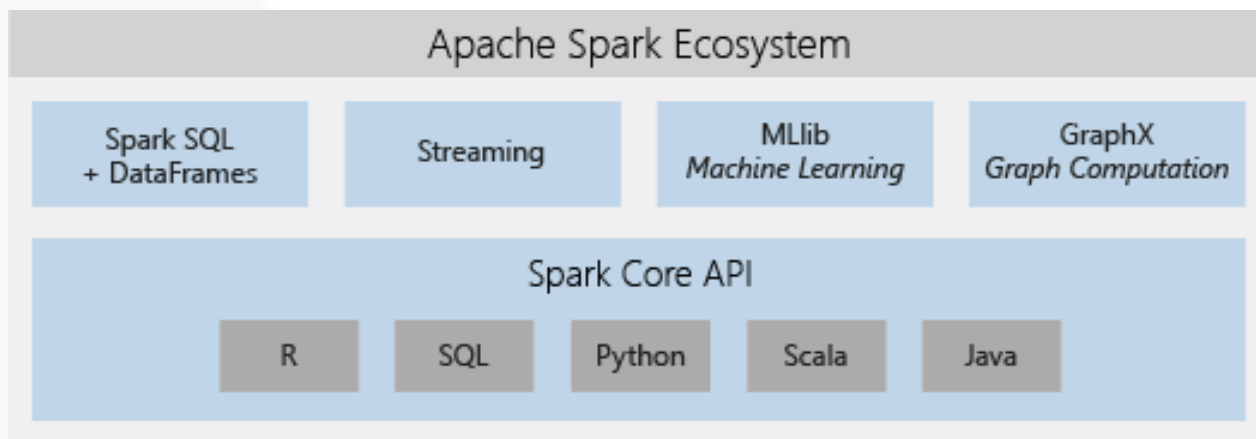 Apache Spark Ecosystem
Spark SQL
+ DataFrames
Streaming
MLlib
Machine Learning
GraphX
Graph Computation
Spark Core API
R
SQL
Python
Scala
Java